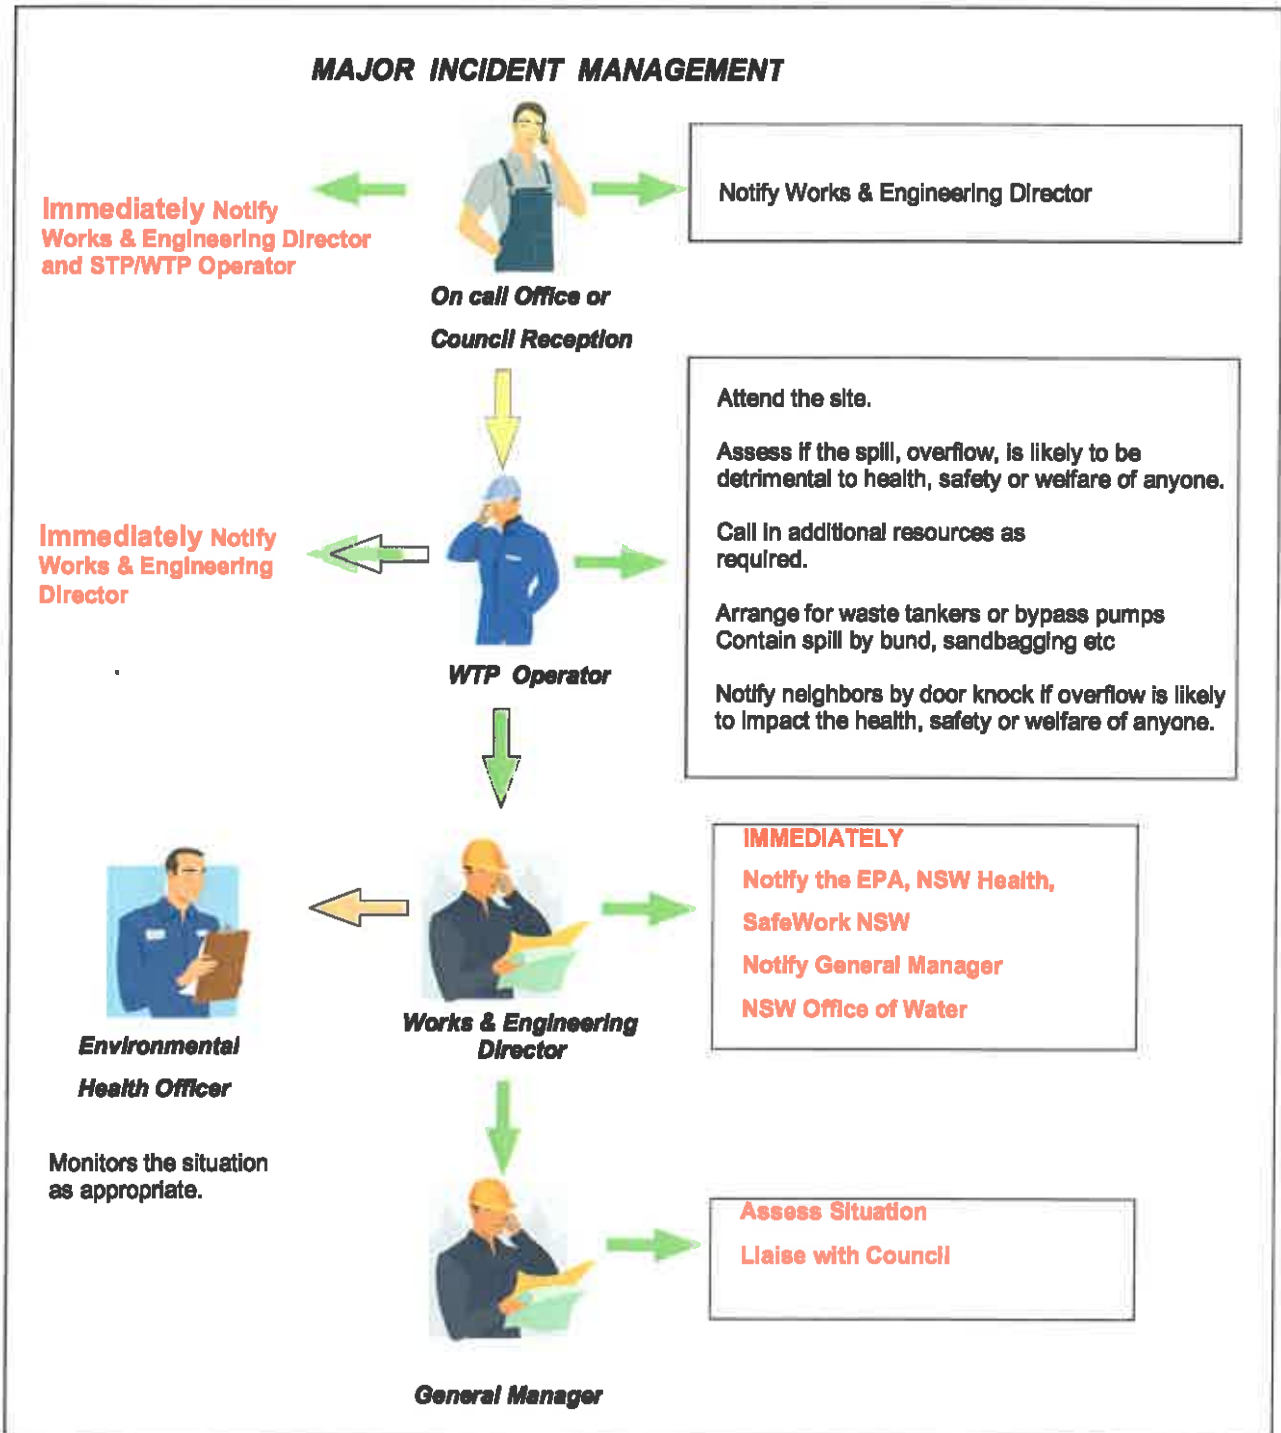 MAJOR INCIDENT MANAGEMENT
Immediately Notify
Works & Engineering Director
and STP/WTP Operator
Notify Works & Engineering Director
On call Office or
Council Reception
Attend the site.
Assess if the spill, overflow, is likely to be
detrimental to health, safety or welfare of anyone.
Call in additional resources as
required.
Arrange for waste tankers or bypass pumps
Contain spill by bund, sandbagging etc
Notify neighbors by door knock if overflow is likely
to impact the health, safety or welfare of anyone.
Immediately Notify
Works & Engineering
Director
WTP Operator
IMMEDIATELY
Notify the EPA, NSW Health,
SafeWork NSW
Notify General Manager
NSW Office of Water
Works & Engineering
Director
Environmental
Health Officer
Monitors the situation
as appropriate.
Assess Situation
Liaise with Council
General Manager